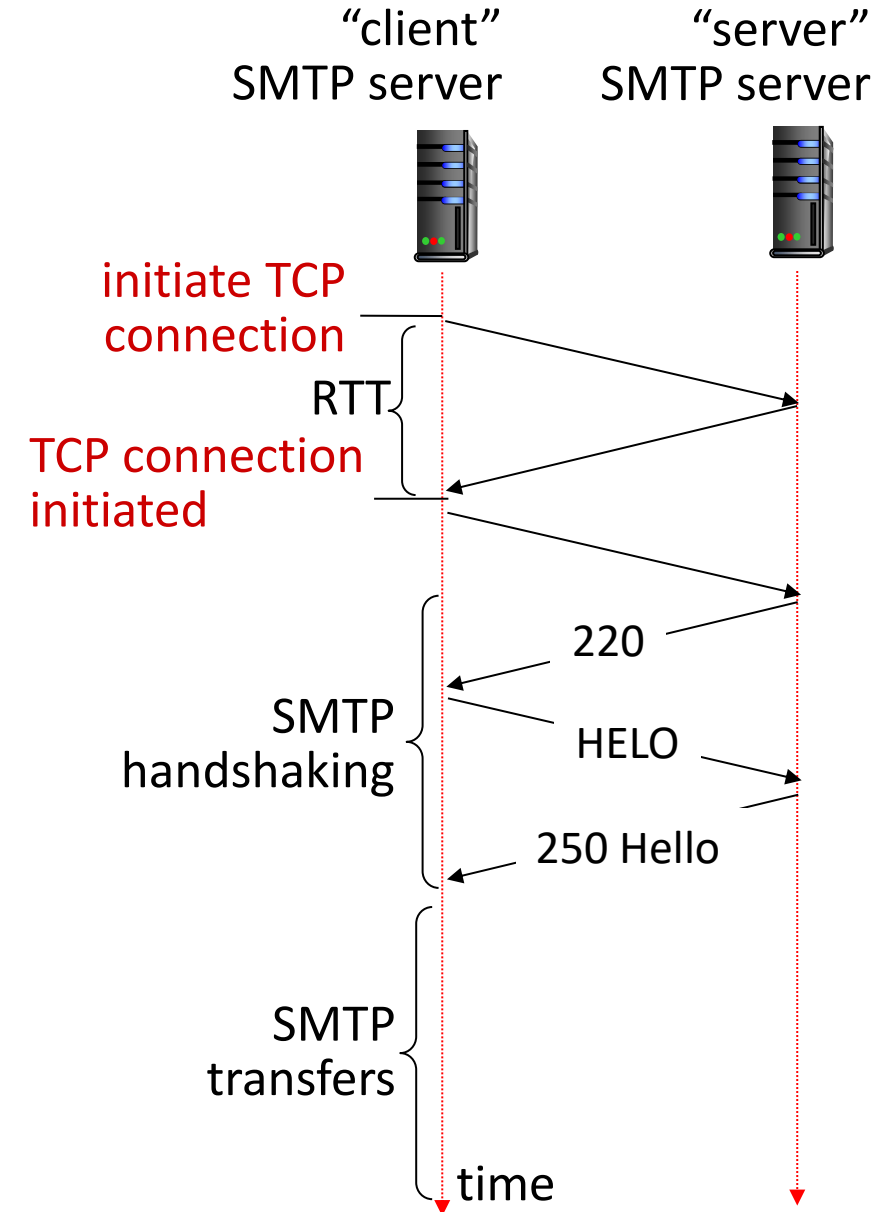 “client”
SMTP server
“server”
SMTP server
initiate TCP
connection
RTT
TCP connection
initiated
220
SMTP
handshaking
HELO
250 Hello
SMTP
transfers
time